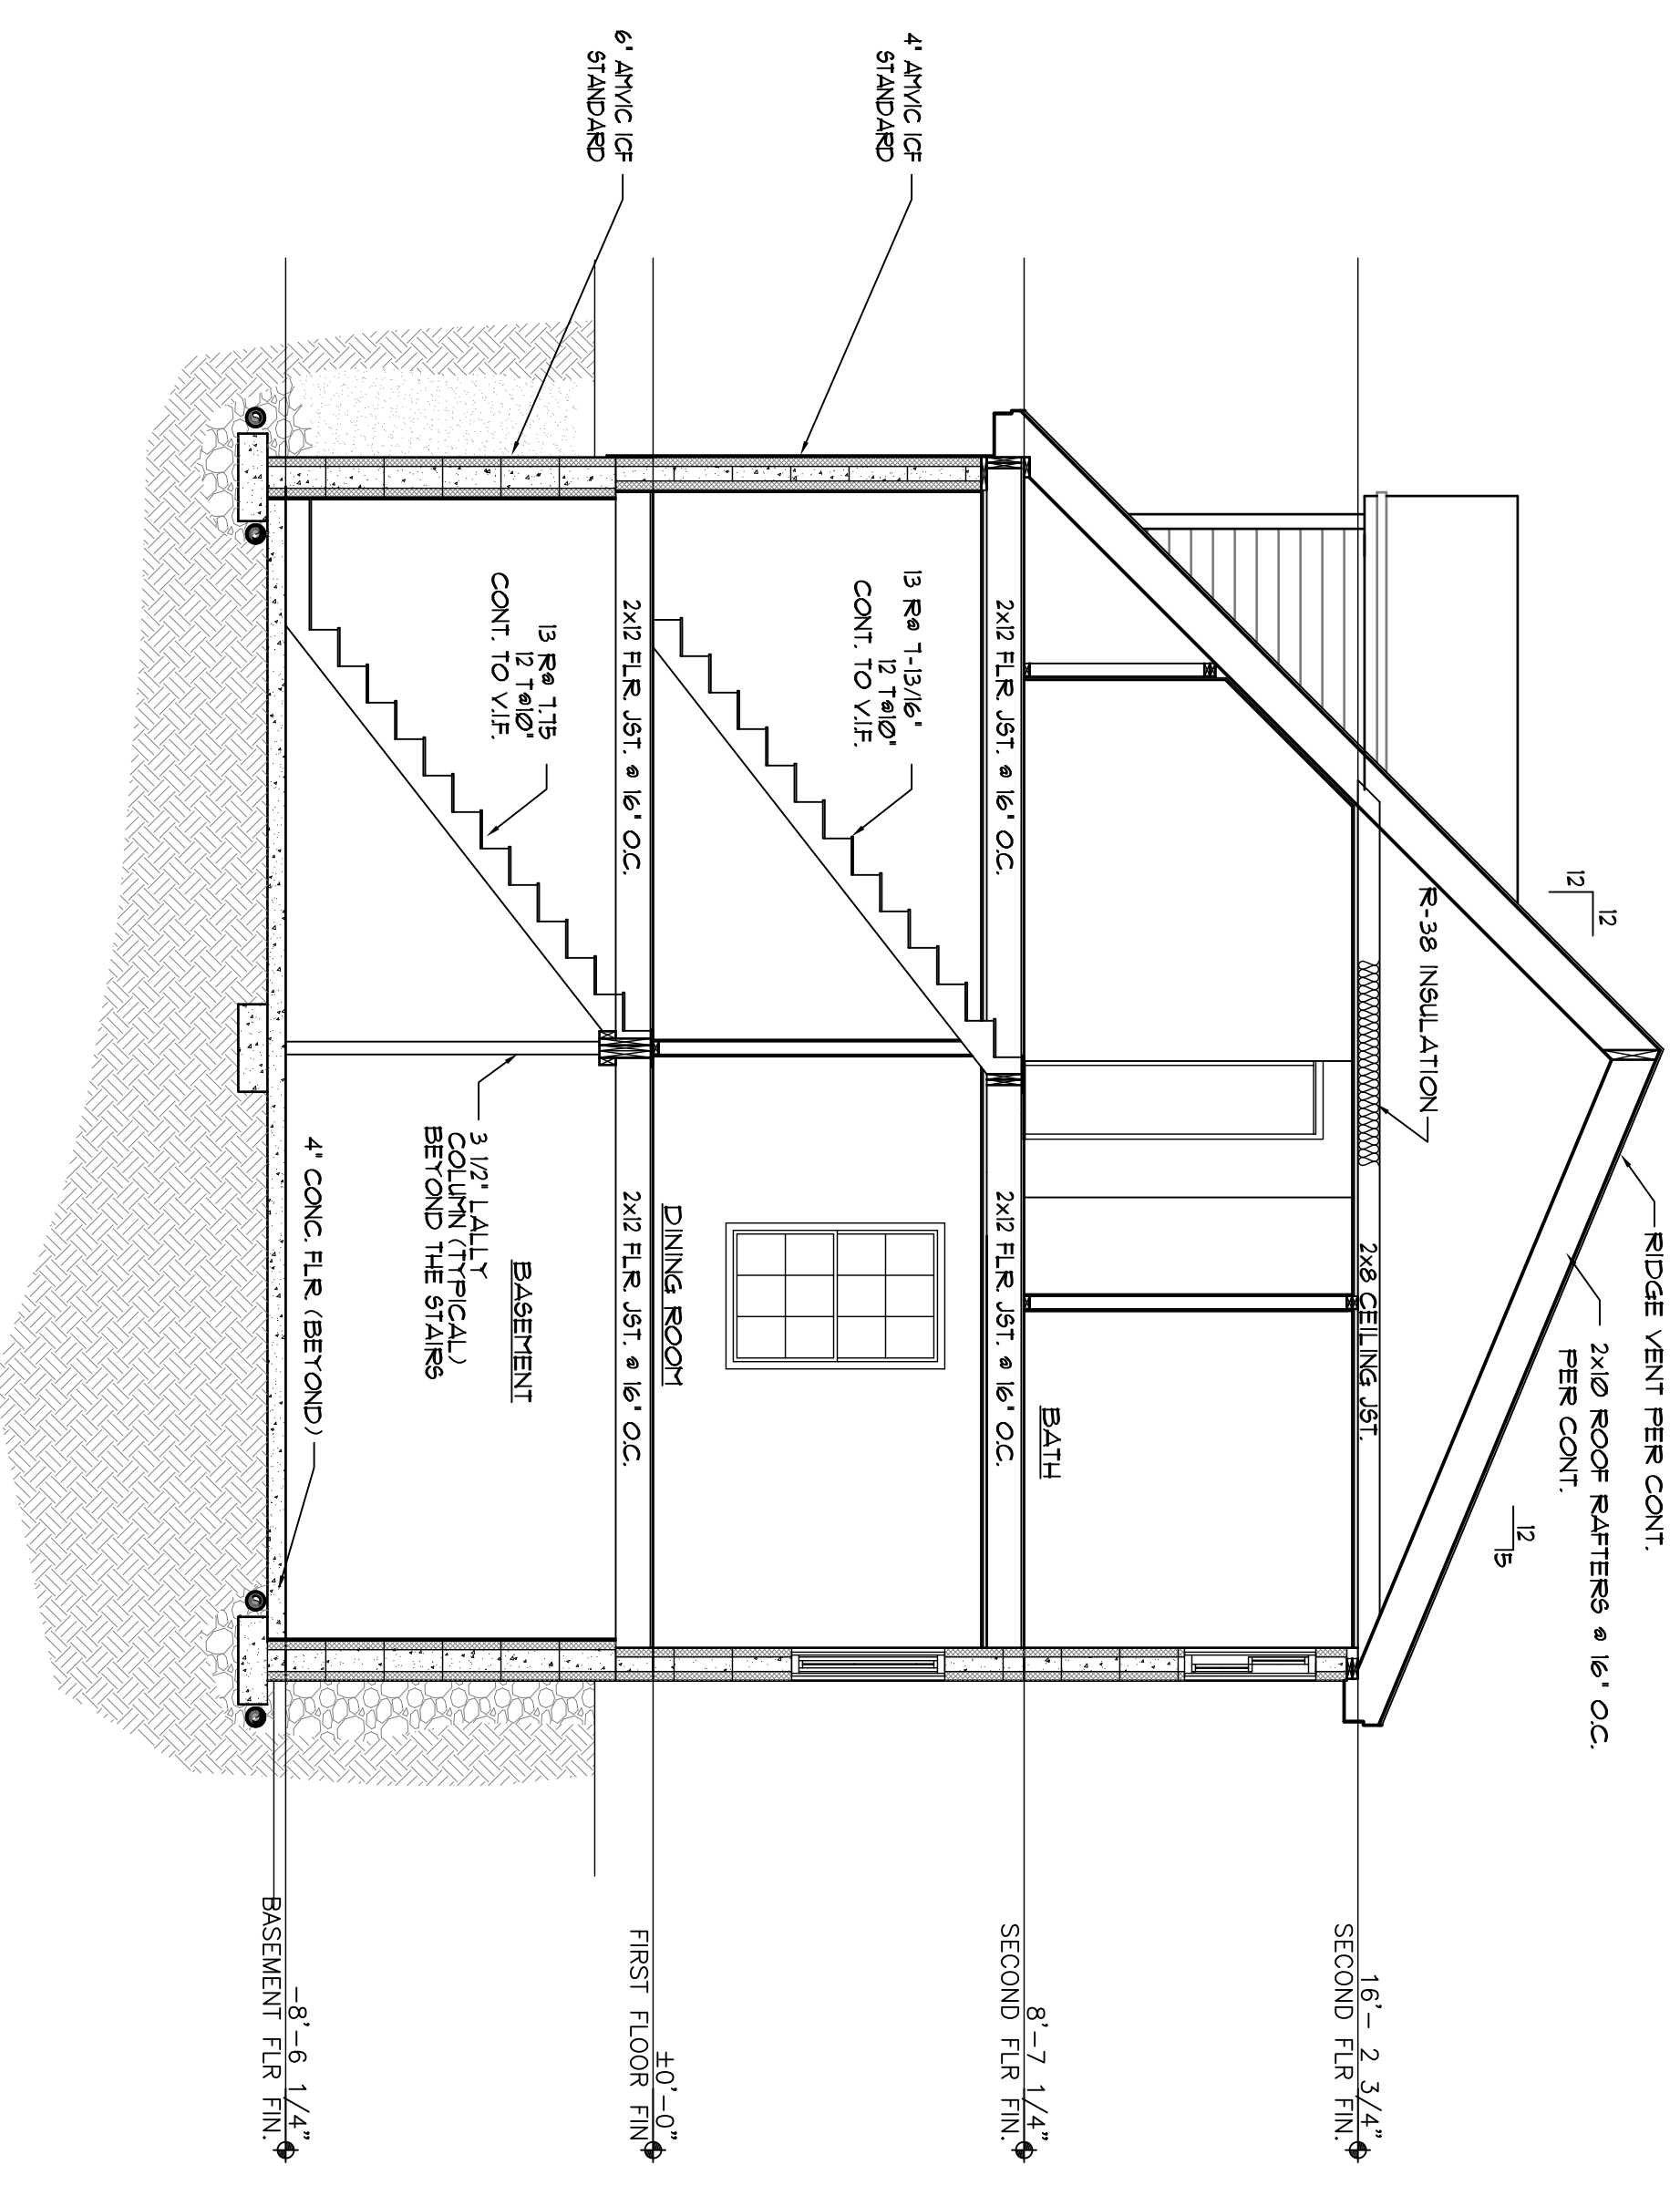 RIDGE VENT PER CONT.
2x10 ROOF RAFTERS @ 16" O.C.
PER CONT.
12
12
12
15
R-38 INSULATION
2x8 CEILING JST.
16'- 2 3/4"
SECOND FLR FIN.
BATH
4" AMVIC ICF
STANDARD
2x12 FLR. JST. @ 16" O.C.
2x12 FLR. JST. @ 16" O.C.
8'-7 1/4"
SECOND FLR FIN.
13 R@ 7-13/16"
12 T@10"
CONT. TO V.I.F.
DINING ROOM
6" AMVIC ICF
STANDARD
2x12 FLR. JST. @ 16" O.C.
2x12 FLR. JST. @ 16" O.C.
±0'-0"
FIRST FLOOR FIN
13 R@ 7.75
12 T@10"
CONT. TO V.I.F.
BASEMENT
3 1/2" LALLY
COLUMN (TYPICAL)
BEYOND THE STAIRS
4" CONC. FLR. (BEYOND)
-8'-6 1/4"
BASEMENT FLR FIN.